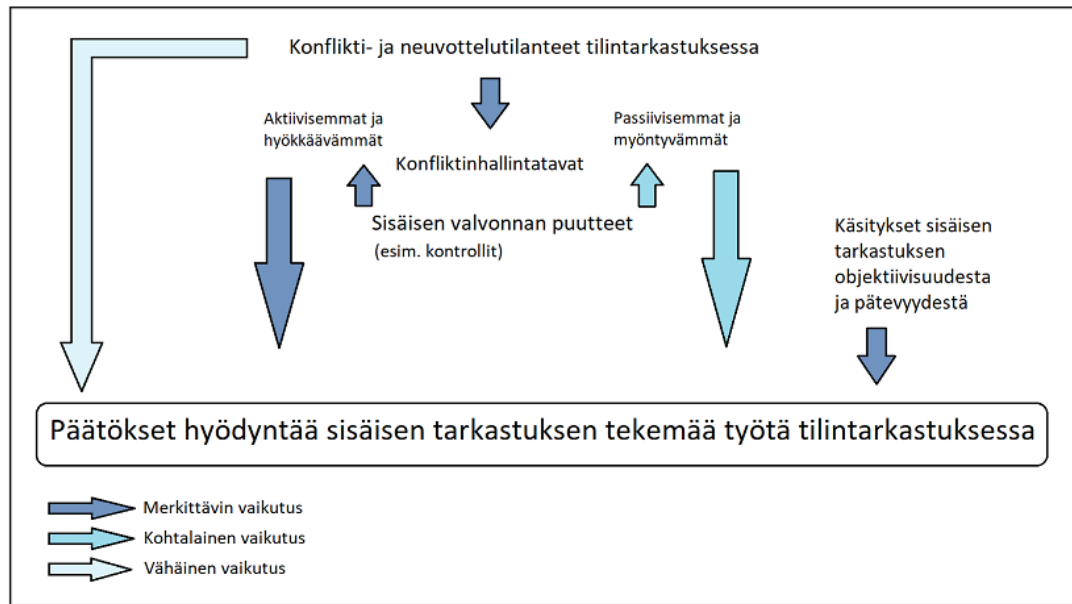 Konflikti- ja neuvottelutilanteet tilintarkastuksessa
Aktiivisemmat ja
hyökkäävämmät
Passiivisemmat ja
myöntyvämmät
Konfliktinhallintatavat
Sisäisen valvonnan puutteet
(esim. kontrollit)
Käsitykset sisäisen
tarkastuksen
objektiivisuudesta
ja pätevyydestä
Päätökset hyödyntää sisäisen tarkastuksen tekemää työtä tilintarkastuksessa
Merkittävin vaikutus
Kohtalainen vaikutus
Vähäinen vaikutus